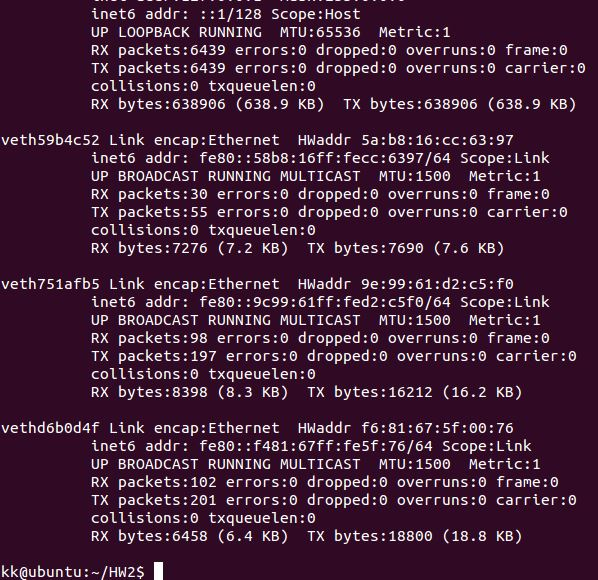 inet6 addr: ::1/128 Scope:Host
UP LOOPBACK RUNNING  MTU:65536  Metric:1
RX packets:6439 errors:0 dropped:0 overruns:0 frame:0
TX packets:6439 errors:0 dropped:0 overruns:0 carrier:0
collisions:0 txqueuelen:0
RX bytes:638906 (638.9 KB)  TX bytes:638906 (638.9 KB)
veth59b4c52 Link encap:Ethernet  HWaddr 5a:b8:16:cc:63:97
inet6 addr: fe80::58b8:16ff:fecc:6397/64 Scope:Link
UP BROADCAST RUNNING MULTICAST  MTU:1500  Metric:1
RX packets:30 errors:0 dropped:0 overruns:0 frame:0
TX packets:55 errors:0 dropped:0 overruns:0 carrier:0
collisions:0 txqueuelen:0
RX bytes:7276 (7.2 KB)  TX bytes:7690 (7.6 KB)
veth751afb5 Link encap:Ethernet  HWaddr 9e:99:61:d2:c5:f0
inet6 addr: fe80::9c99:61ff:fed2:c5f0/64 Scope:Link
UP BROADCAST RUNNING MULTICAST  MTU:1500  Metric:1
RX packets:98 errors:0 dropped:0 overruns:0 frame:0
TX packets:197 errors:0 dropped:0 overruns:0 carrier:0
collisions:0 txqueuelen:0
RX bytes:8398 (8.3 KB)  TX bytes:16212 (16.2 KB)
vethd6b0d4f Link encap:Ethernet  HWaddr f6:81:67:5f:00:76
inet6 addr: fe80::f481:67ff:fe5f:76/64 Scope:Link
UP BROADCAST RUNNING MULTICAST  MTU:1500  Metric:1
RX packets:102 errors:0 dropped:0 overruns:0 frame:0
TX packets:201 errors:0 dropped:0 overruns:0 carrier:0
collisions:0 txqueuelen:0
RX bytes:6458 (6.4 KB)  TX bytes:18800 (18.8 KB)
kk@ubuntu:~/HW2$